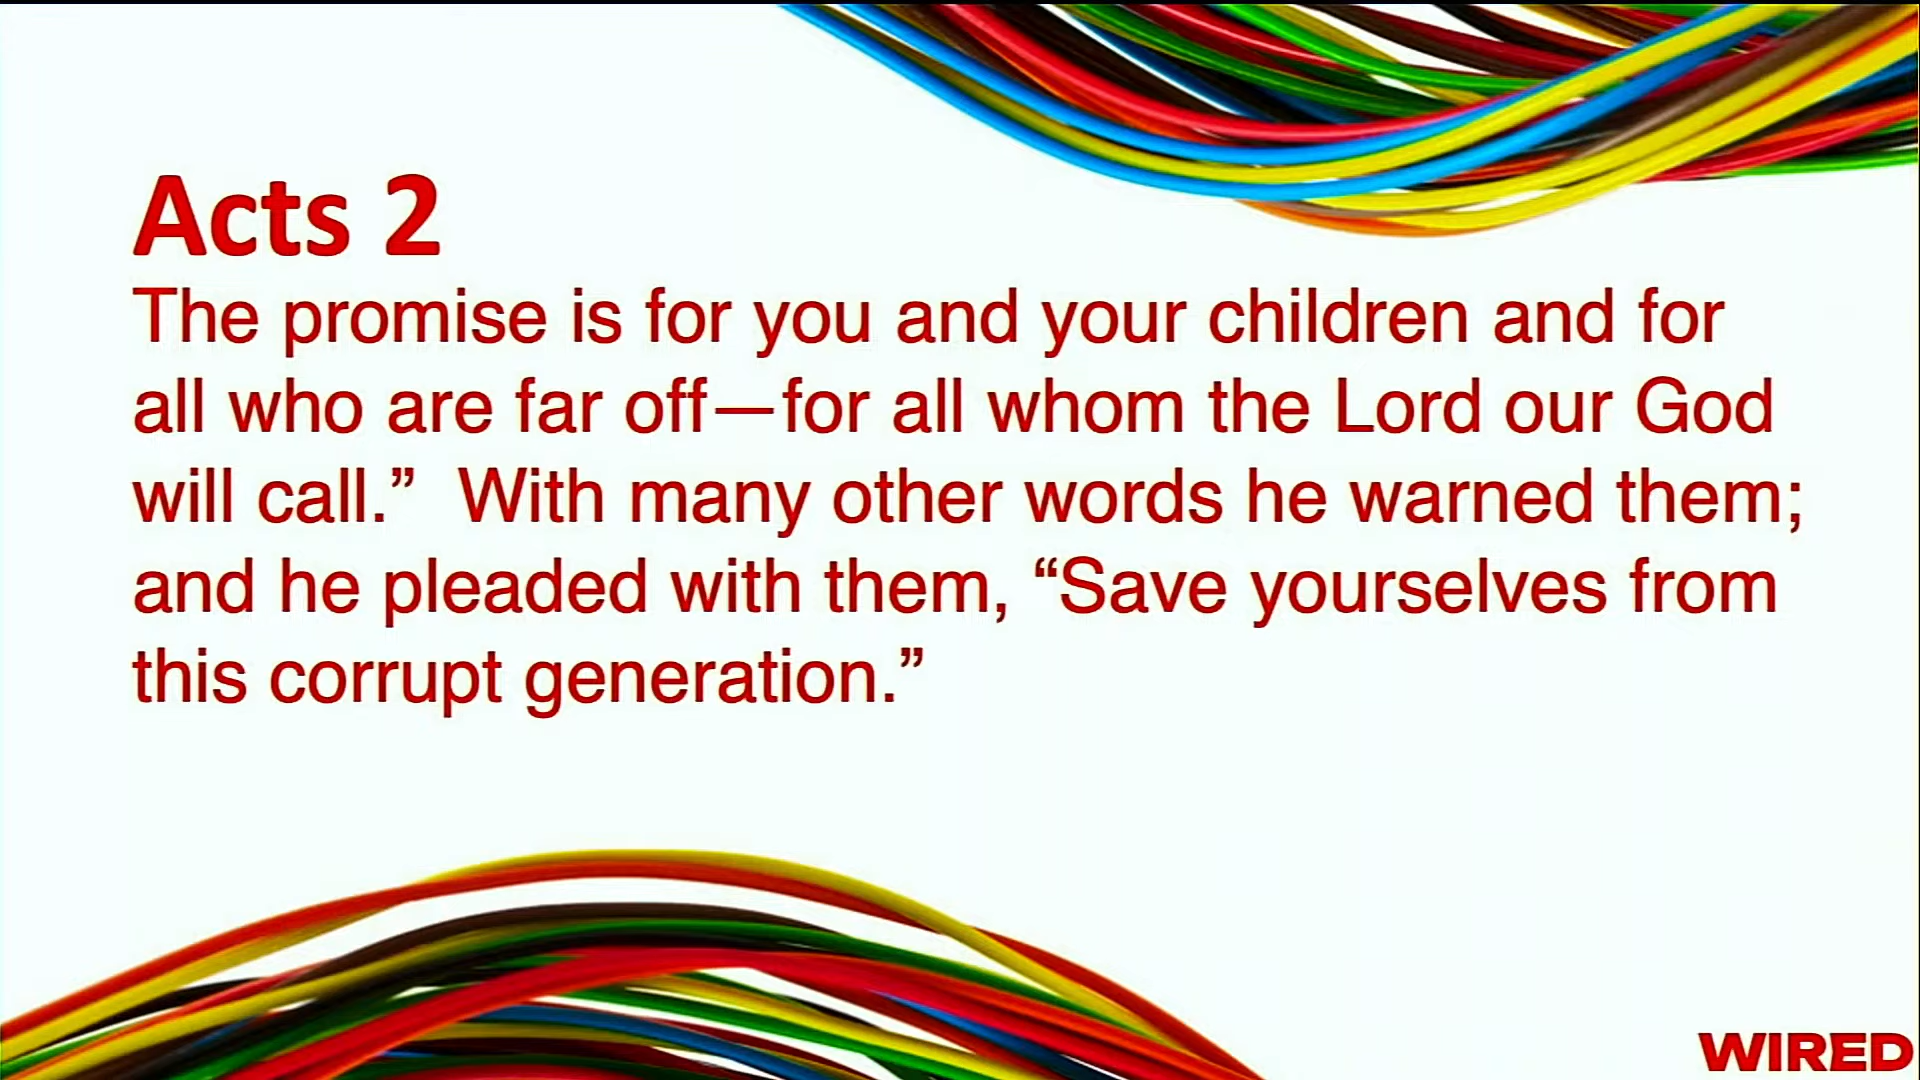 Acts 2
The promise is for you and your children and for
all who are far off—for all whom the Lord our God
will call.”  With many other words he warned them;
and he pleaded with them, “Save yourselves from
this corrupt generation.”
WIRED